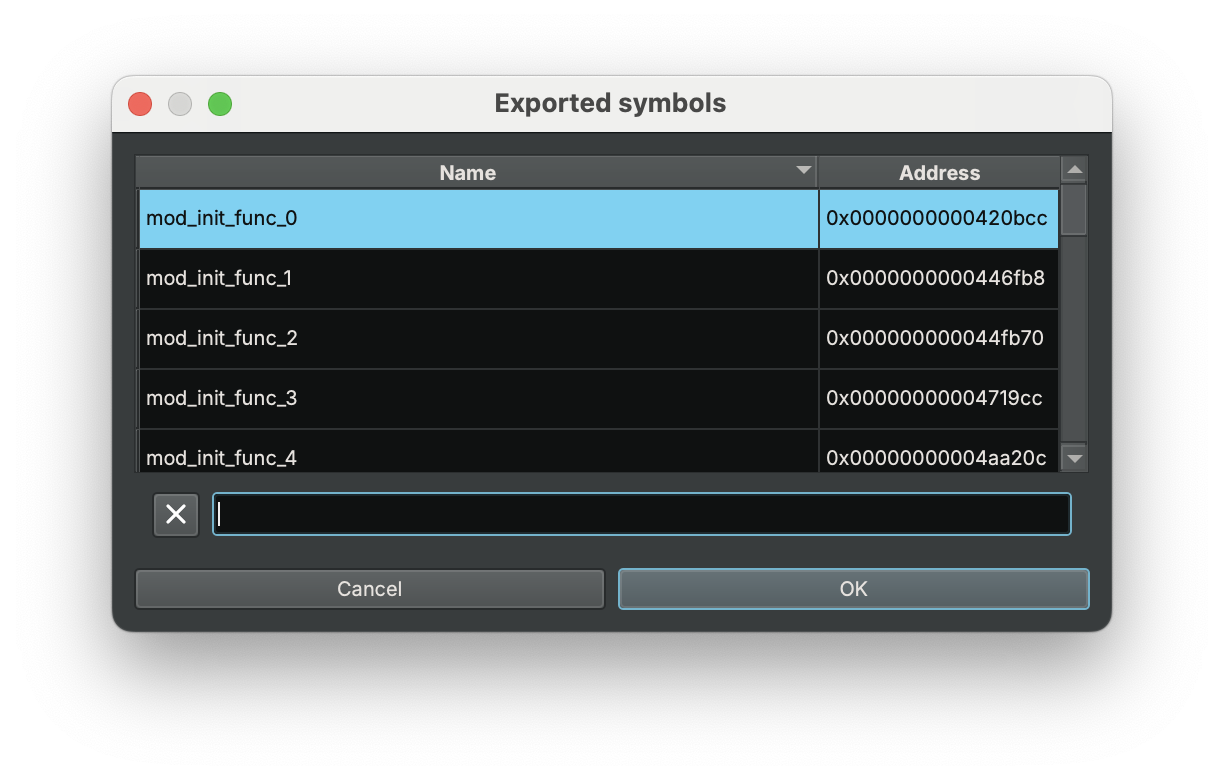 Exported symbols
Name Address
mod_init_func_0 0x0000000000420bcc
mod_init_func_1 0x0000000000446fb8
mod_init_func_2 0x000000000044fb70
mod_init_func_3 0x00000000004719cc
mod_init_func_4 0x00000000004aa20c
Cancel OK